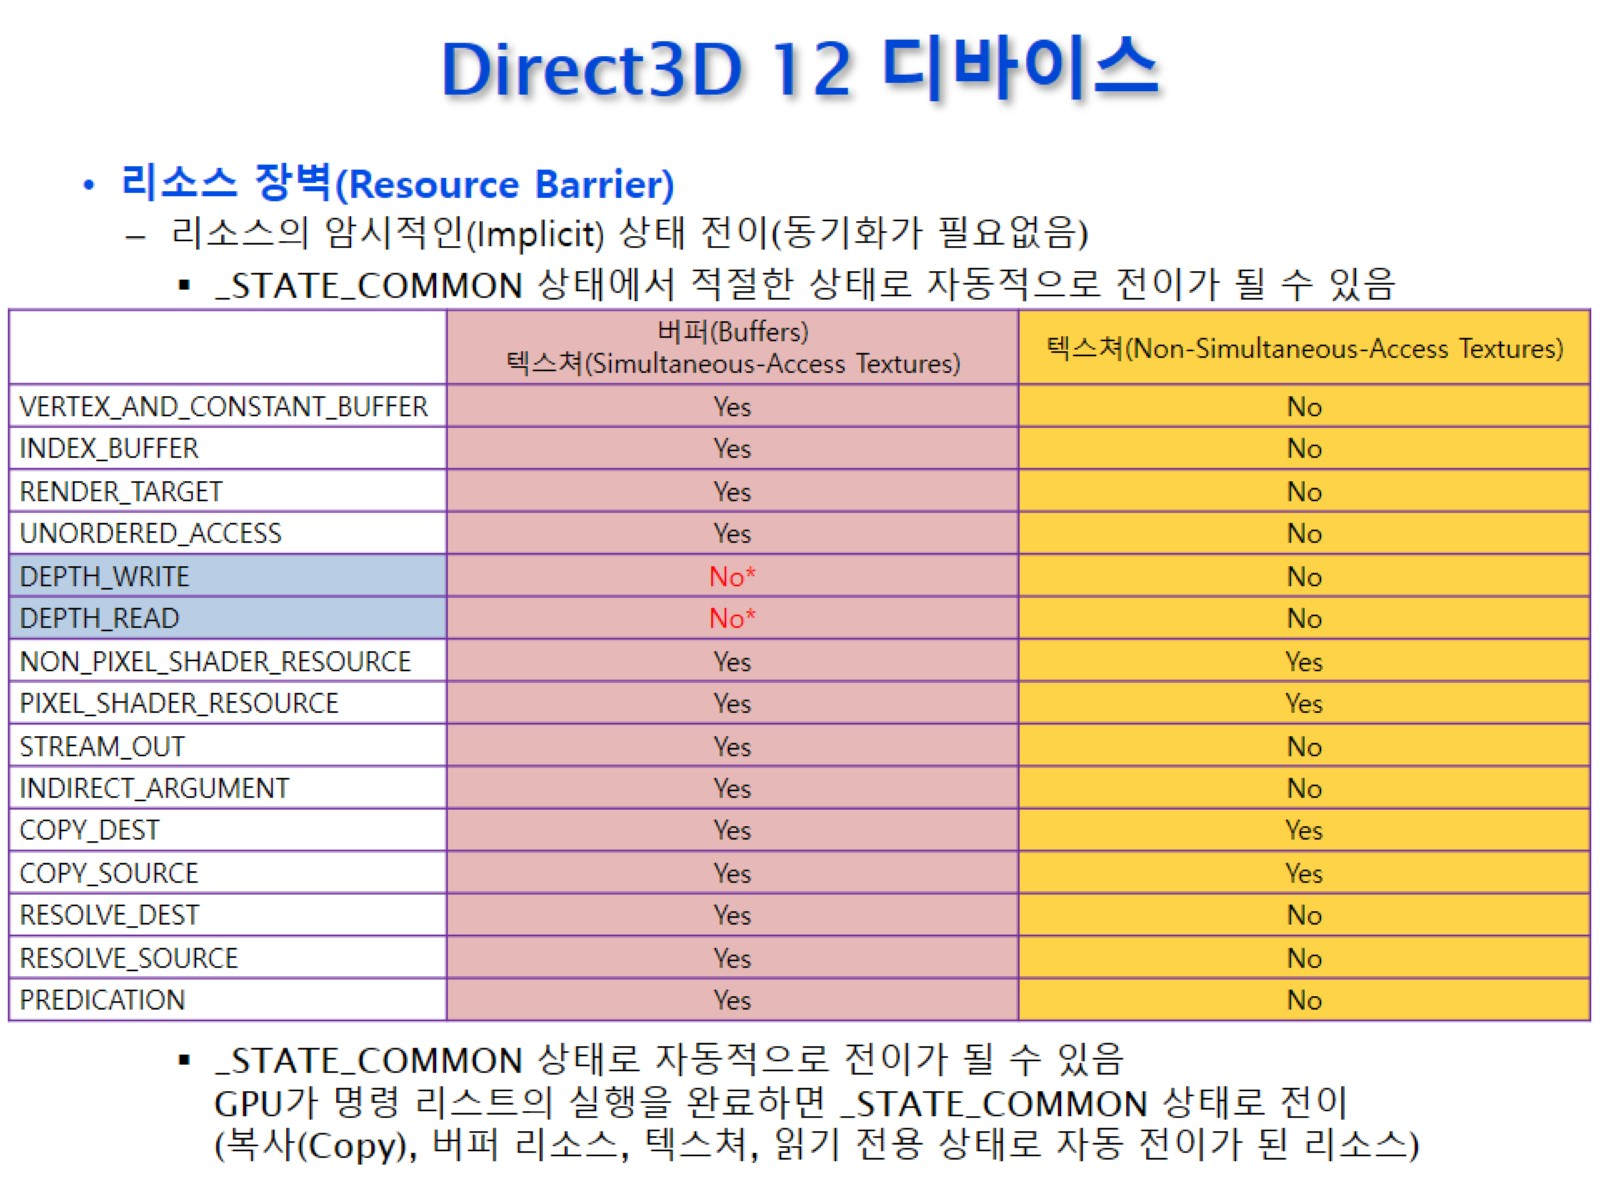 Direct3D 12 디바이스
• 리소스 장벽(Resource Barrier)
– 리소스의 암시적인(Implicit) 상태 전이(동기화가 필요없음)
▪ _STATE_COMMON 상태에서 적절한 상태로 자동적으로 전이가 될 수 있음
버퍼(Buffers)
텍스쳐(Simultaneous-Access Textures)
텍스쳐(Non-Simultaneous-Access Textures)
VERTEX_AND_CONSTANT_BUFFER Yes No
INDEX_BUFFER Yes No
RENDER_TARGET Yes No
UNORDERED_ACCESS Yes No
DEPTH_WRITE No* No
DEPTH_READ No* No
NON_PIXEL_SHADER_RESOURCE Yes Yes
PIXEL_SHADER_RESOURCE Yes Yes
STREAM_OUT Yes No
INDIRECT_ARGUMENT Yes No
COPY_DEST Yes Yes
COPY_SOURCE Yes Yes
RESOLVE_DEST Yes No
RESOLVE_SOURCE Yes No
PREDICATION Yes No
▪ _STATE_COMMON 상태로 자동적으로 전이가 될 수 있음
GPU가 명령 리스트의 실행을 완료하면 _STATE_COMMON 상태로 전이
(복사(Copy), 버퍼 리소스, 텍스쳐, 읽기 전용 상태로 자동 전이가 된 리소스)